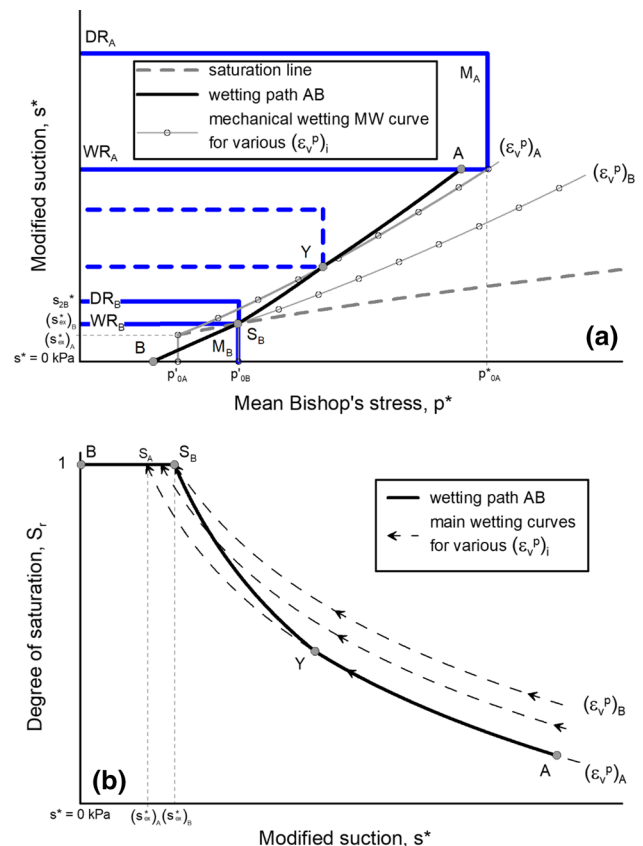 DR_A
M_A
saturation line
wetting path AB
mechanical wetting MW curve
for various (ε_v^p)_i
WR_A
A
(ε_v^p)_A
(ε_v^p)_B
Modified suction, s*
Y
s_2B*
DR_B
(s*_ex)_B
WR_B
S_B
(s*_ex)_A
B
M_B
(a)
s* = 0 kPa
p'_0A
p'_0B
p*_0A
Mean Bishop's stress, p*
B
S_A
S_B
1
wetting path AB
main wetting curves
for various (ε_v^p)_i
Degree of saturation, S_r
Y
(ε_v^p)_B
A
(ε_v^p)_A
(b)
s* = 0 kPa
(s*_ex)_A (s*_ex)_B
Modified suction, s*